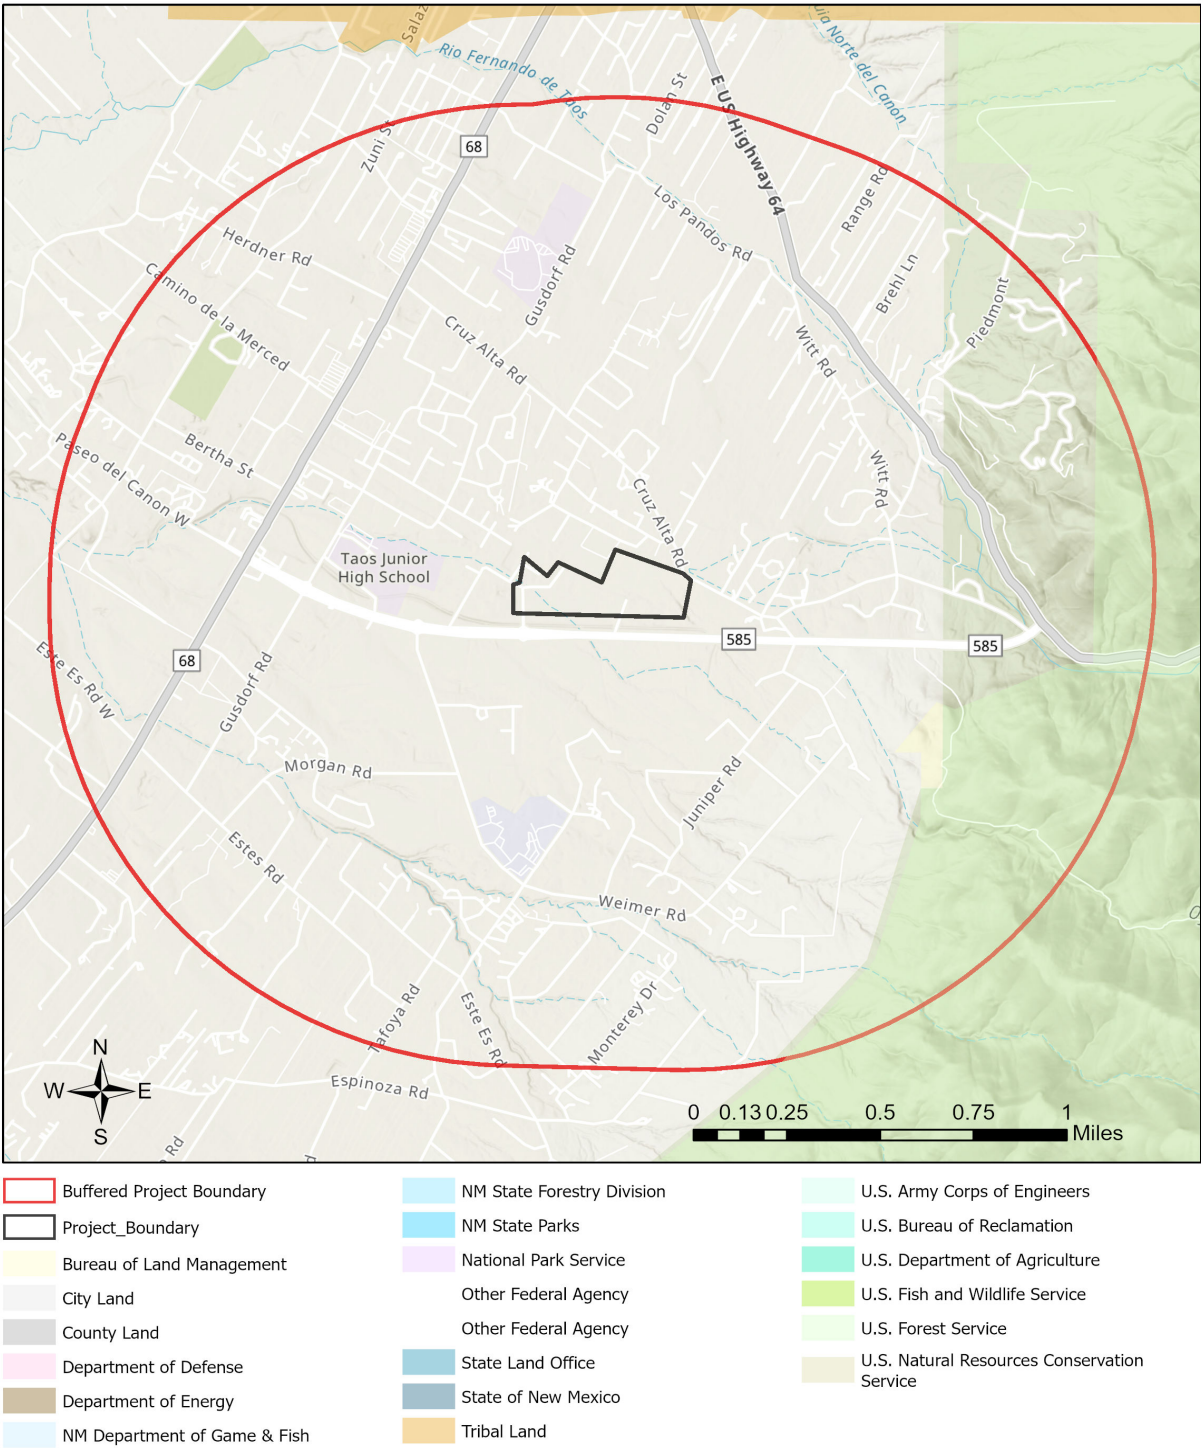 Salaz
Rio Fernando de Taos
uia Norte del Cañon
Dolan St
E US Highway 64
68
Zuni St
Range Rd
Los Pandos Rd
Herdner Rd
Gusdorf Rd
Brehl Ln
Camino de la Merced
Piedmont
Cruz Alta Rd
Witt Rd
Bertha St
Paseo del Canon W
Witt Rd
Cruz Alta Rd
Taos Junior
High School
585
585
68
Este Es Rd W
Gusdorf Rd
Morgan Rd
Juniper Rd
Estes Rd
Weimer Rd
Tafoya Rd
Este Es Rd
Monterey Dr
Espinoza Rd
Rd
N
W E
S
0 0.13 0.25 0.5 0.75 1
Miles
Buffered Project Boundary
Project_Boundary
Bureau of Land Management
City Land
County Land
Department of Defense
Department of Energy
NM Department of Game & Fish
NM State Forestry Division
NM State Parks
National Park Service
Other Federal Agency
Other Federal Agency
State Land Office
State of New Mexico
Tribal Land
U.S. Army Corps of Engineers
U.S. Bureau of Reclamation
U.S. Department of Agriculture
U.S. Fish and Wildlife Service
U.S. Forest Service
U.S. Natural Resources Conservation
Service